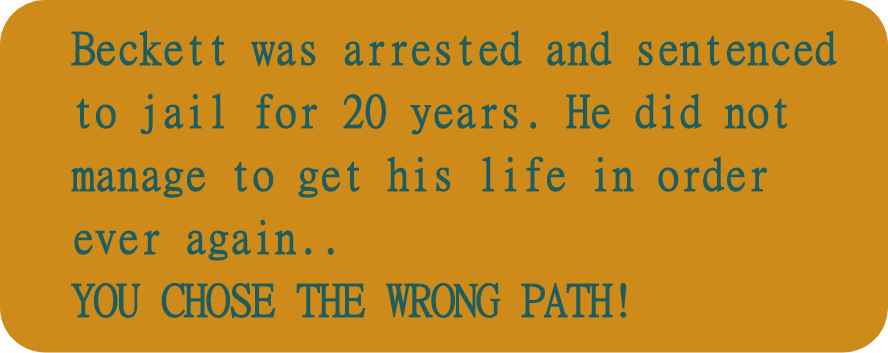 Beckett was arrested and sentenced
to jail for 20 years. He did not
manage to get his life in order
ever again..
YOU CHOSE THE WRONG PATH!